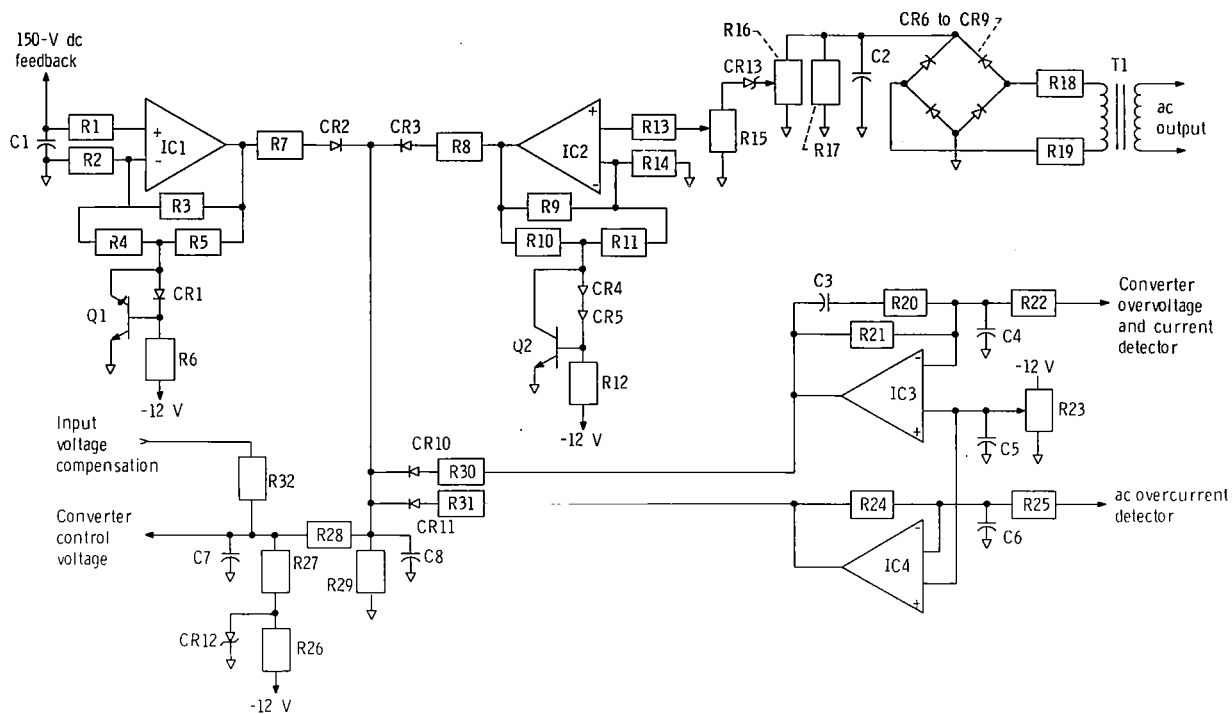 150-V dc
feedback
C1
R1
R2
IC1
+
-
R3
R4
R5
CR1
Q1
R6
-12 V
R7
CR2
CR3
R8
IC2
+
-
R9
R10
R11
CR4
CR5
Q2
R12
-12 V
R13
R14
R15
CR13
R16
R17
C2
CR6 to CR9
R18
R19
T1
ac
output
C3
R20
R21
C4
R22
Converter
overvoltage
and current
detector
IC3
-
+
-12 V
R23
C5
R24
R25
C6
ac overcurrent
detector
IC4
-
+
Input
voltage
compensation
R32
CR10
R30
R31
CR11
Converter
control
voltage
C7
R28
R27
R29
C8
CR12
R26
-12 V